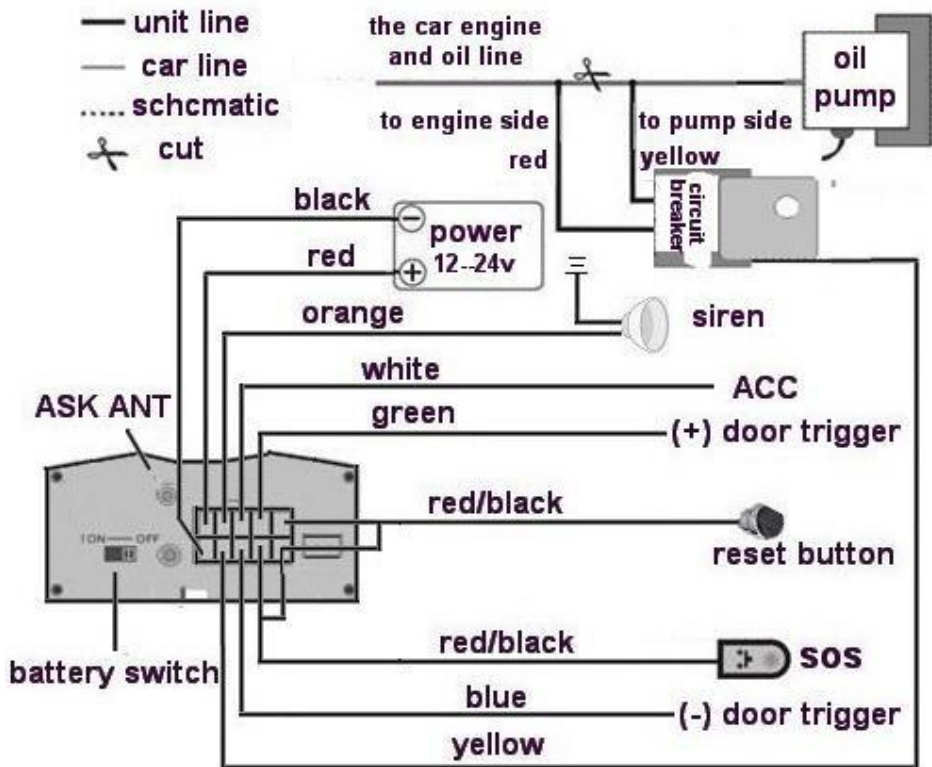 unit line
car line
schcmatic
cut
the car engine
and oil line
oil
pump
to engine side
to pump side
red
yellow
circuit
breaker
black
power
12--24v
red
orange
siren
white
ACC
ASK ANT
green
(+) door trigger
red/black
reset button
ION — OFF
red/black
SOS
battery switch
blue
(-) door trigger
yellow